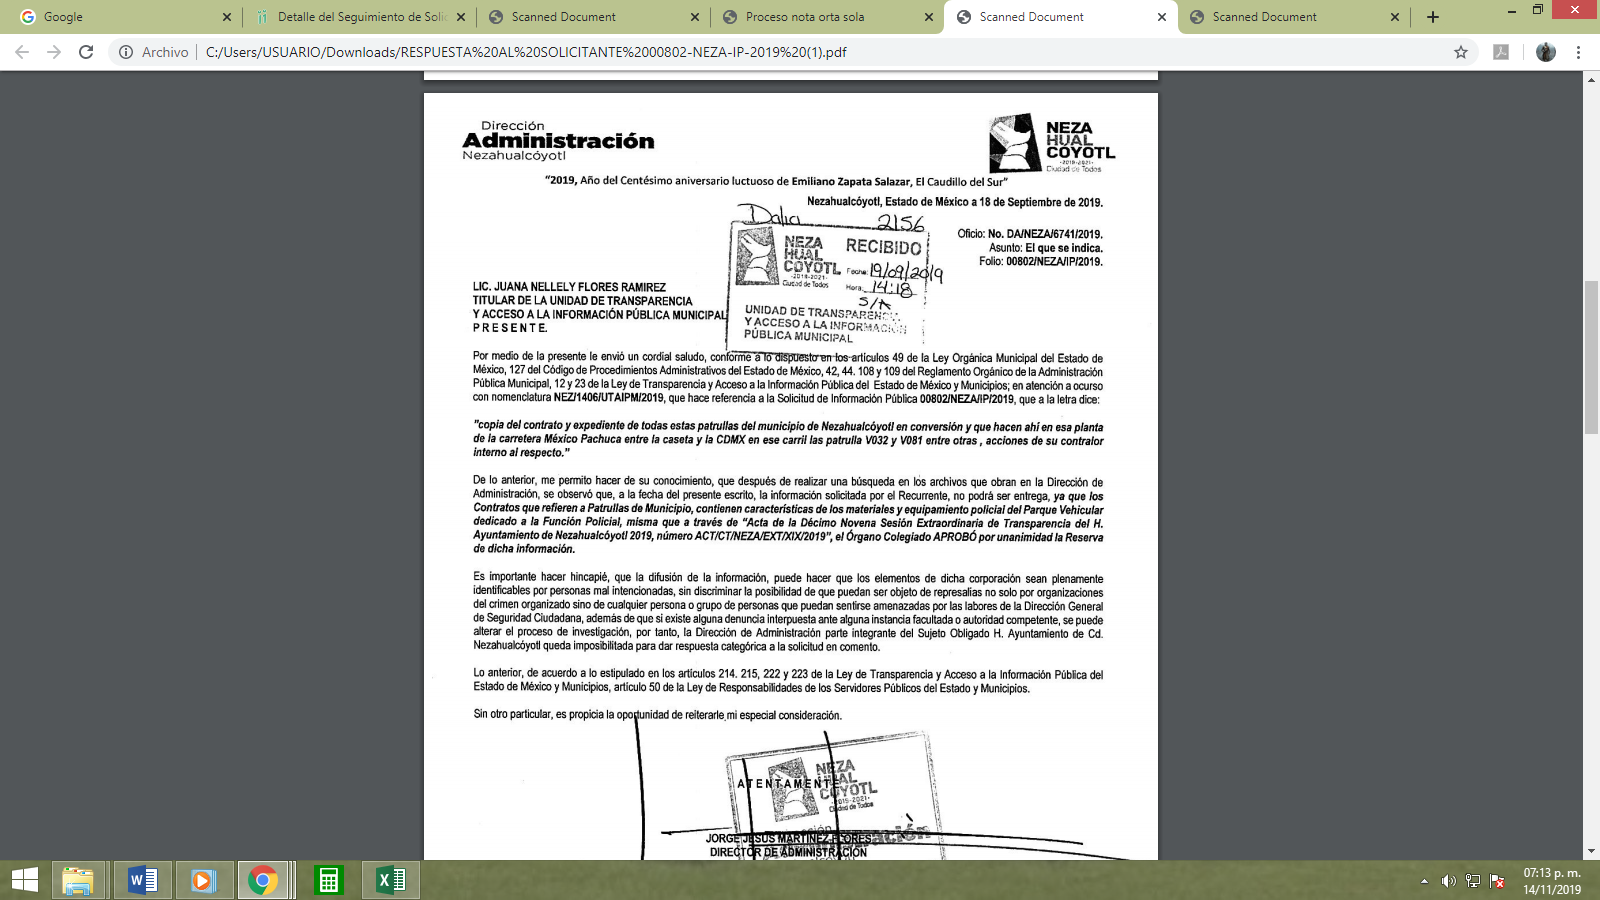 Google
Detalle del Seguimiento de Solic
Scanned Document
Proceso nota orta sola
Scanned Document
Scanned Document
Archivo
C:/Users/USUARIO/Downloads/RESPUESTA%20AL%20SOLICITANTE%2000802-NEZA-IP-2019%20(1).pdf
Dirección
Administración
Nezahualcóyotl
NEZA
HUAL
COYOTL
-2019-2021-
Ciudad de Todos
"2019, Año del Centésimo aniversario luctuoso de Emiliano Zapata Salazar, El Caudillo del Sur"
Nezahualcóyotl, Estado de México a 18 de Septiembre de 2019.
Dalia 2156
Oficio: No. DA/NEZA/6741/2019.
Asunto: El que se indica.
Folio: 00802/NEZA/IP/2019.
NEZA
HUAL
COYOTL
-2019-2021-
Ciudad de Todos
RECIBIDO
Fecha: 19/09/2019
Hora: 14:18
S/A
UNIDAD DE TRANSPARENCIA
Y ACCESO A LA INFORMACIÓN
PÚBLICA MUNICIPAL
LIC. JUANA NELLELY FLORES RAMIREZ
TITULAR DE LA UNIDAD DE TRANSPARENCIA
Y ACCESO A LA INFORMACIÓN PÚBLICA MUNICIPAL
P R E S E N T E.
Por medio de la presente le envió un cordial saludo, conforme a lo dispuesto en los artículos 49 de la Ley Orgánica Municipal del Estado de
México, 127 del Código de Procedimientos Administrativos del Estado de México, 42, 44. 108 y 109 del Reglamento Orgánico de la Administración
Pública Municipal, 12 y 23 de la Ley de Transparencia y Acceso a la Información Pública del Estado de México y Municipios; en atención a ocurso
con nomenclatura NEZ/1406/UTAIPM/2019, que hace referencia a la Solicitud de Información Pública 00802/NEZA/IP/2019, que a la letra dice:
"copia del contrato y expediente de todas estas patrullas del municipio de Nezahualcóyotl en conversión y que hacen ahí en esa planta
de la carretera México Pachuca entre la caseta y la CDMX en ese carril las patrulla V032 y V081 entre otras , acciones de su contralor
interno al respecto."
De lo anterior, me permito hacer de su conocimiento, que después de realizar una búsqueda en los archivos que obran en la Dirección de
Administración, se observó que, a la fecha del presente escrito, la información solicitada por el Recurrente, no podrá ser entrega, ya que los
Contratos que refieren a Patrullas de Municipio, contienen características de los materiales y equipamiento policial del Parque Vehicular
dedicado a la Función Policial, misma que a través de "Acta de la Décimo Novena Sesión Extraordinaria de Transparencia del H.
Ayuntamiento de Nezahualcóyotl 2019, número ACT/CT/NEZA/EXT/XIX/2019", el Órgano Colegiado APROBÓ por unanimidad la Reserva
de dicha información.
Es importante hacer hincapié, que la difusión de la información, puede hacer que los elementos de dicha corporación sean plenamente
identificables por personas mal intencionadas, sin discriminar la posibilidad de que puedan ser objeto de represalías no solo por organizaciones
del crimen organizado sino de cualquier persona o grupo de personas que puedan sentirse amenazadas por las labores de la Dirección General
de Seguridad Ciudadana, además de que si existe alguna denuncia interpuesta ante alguna instancia facultada o autoridad competente, se puede
alterar el proceso de investigación, por tanto, la Dirección de Administración parte integrante del Sujeto Obligado H. Ayuntamiento de Cd.
Nezahualcóyotl queda imposibilitada para dar respuesta categórica a la solicitud en comento.
Lo anterior, de acuerdo a lo estipulado en los artículos 214. 215, 222 y 223 de la Ley de Transparencia y Acceso a la Información Pública del
Estado de México y Municipios, artículo 50 de la Ley de Responsabilidades de los Servidores Públicos del Estado y Municipios.
Sin otro particular, es propicia la oportunidad de reiterarle mi especial consideración.
NEZA
HUAL
COYOTL
Ciudad de Todos
A T E N T A M E N T E
JORGE JESÚS MARTÍNEZ FLORES
DIRECTOR DE ADMINISTRACIÓN
07:13 p. m.
14/11/2019